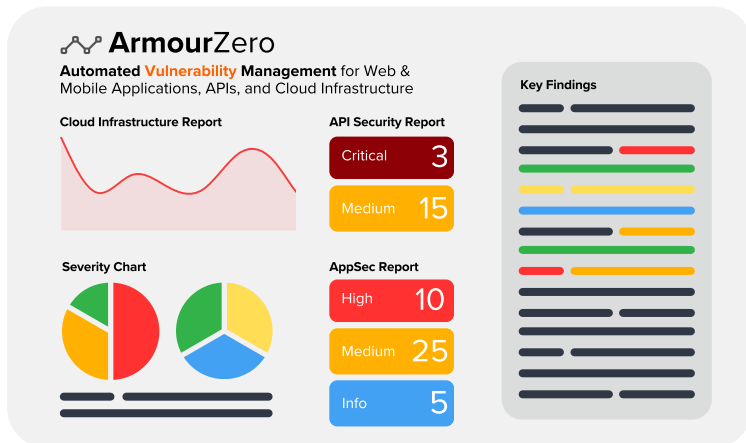 ArmourZero
Automated Vulnerability Management for Web &
Mobile Applications, APIs, and Cloud Infrastructure
Cloud Infrastructure Report
API Security Report
Critical 3
Medium 15
Severity Chart
AppSec Report
High 10
Medium 25
Info 5
Key Findings